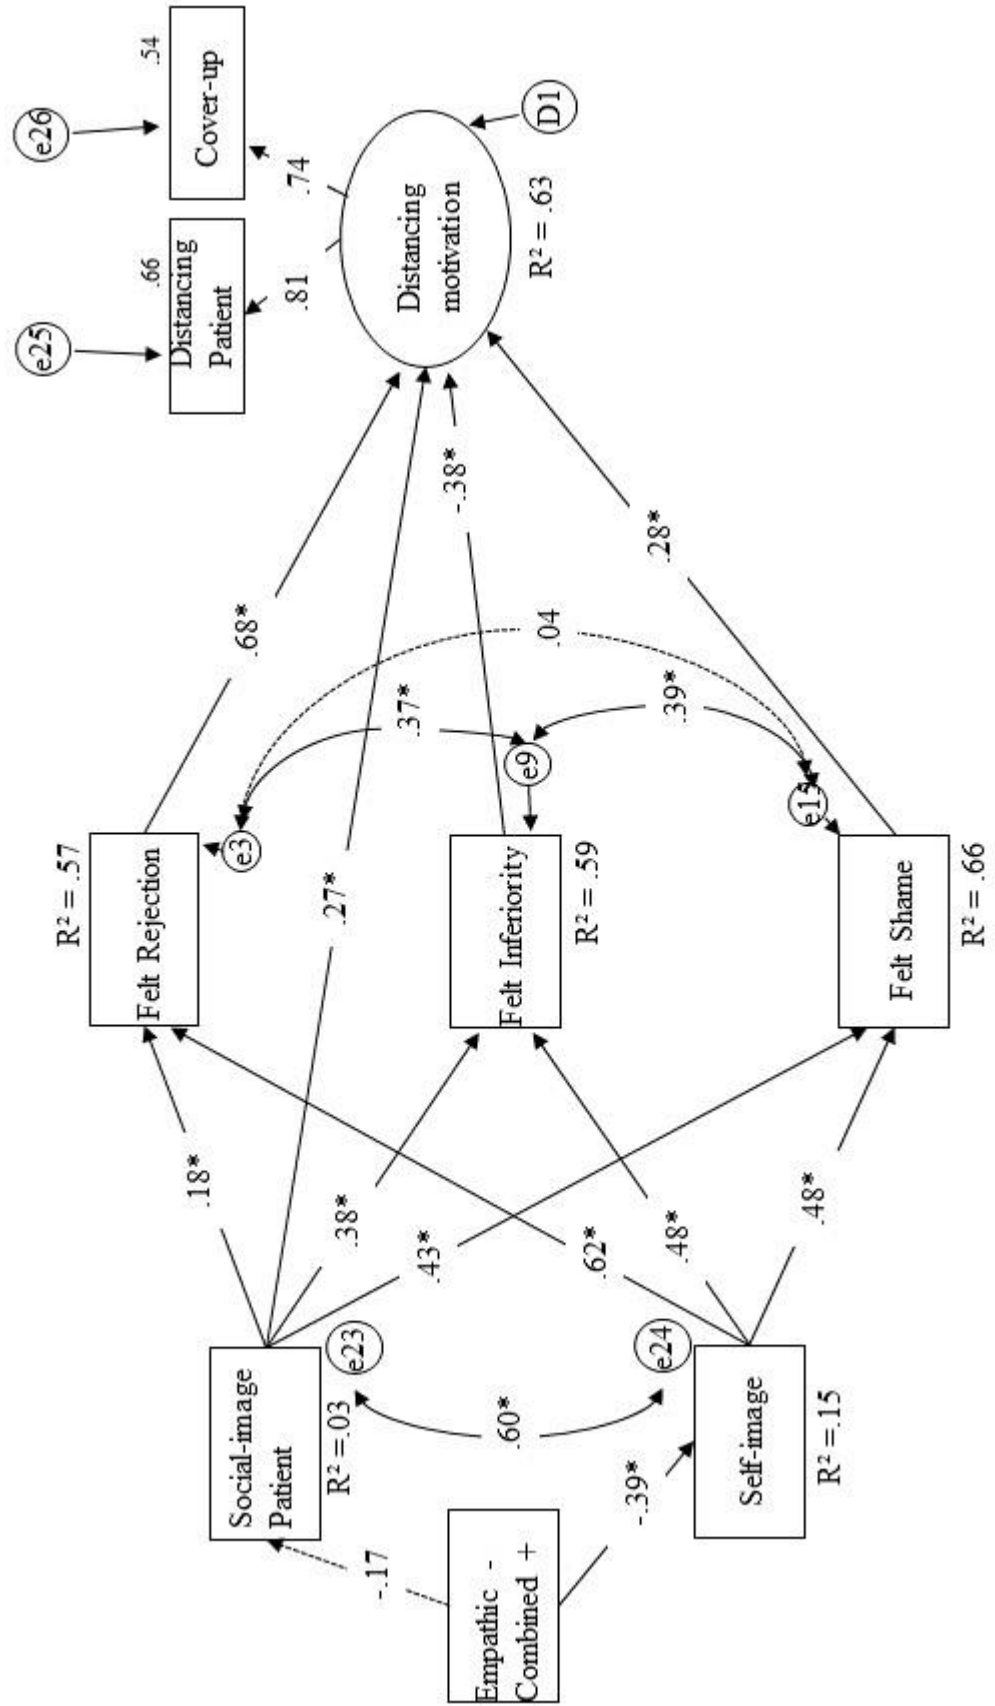 e25
e26
.66
.54
Distancing
Patient
Cover-up
R² = .57
Felt Rejection
.18*
.68*
.81
.74
Social-image
Patient
R² =.03
e3
e23
.27*
.38*
.37*
Distancing
motivation
D1
R² = .63
-.17
.43*
-.38*
Empathic -
Combined +
.60*
Felt Inferiority
R² = .59
e9
.04
.62*
e24
.48*
.39*
.28*
-.39*
Self-image
R² =.15
.48*
e15
Felt Shame
R² = .66